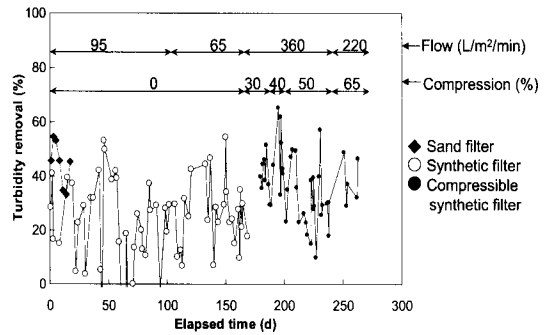 100
95
65
360
220
Flow (L/m²/min)
80
0
30
40
50
65
Compression (%)
60
40
20
0
Turbidity removal (%)
Sand filter
Synthetic filter
Compressible
synthetic filter
0
50
100
150
200
250
300
Elapsed time (d)